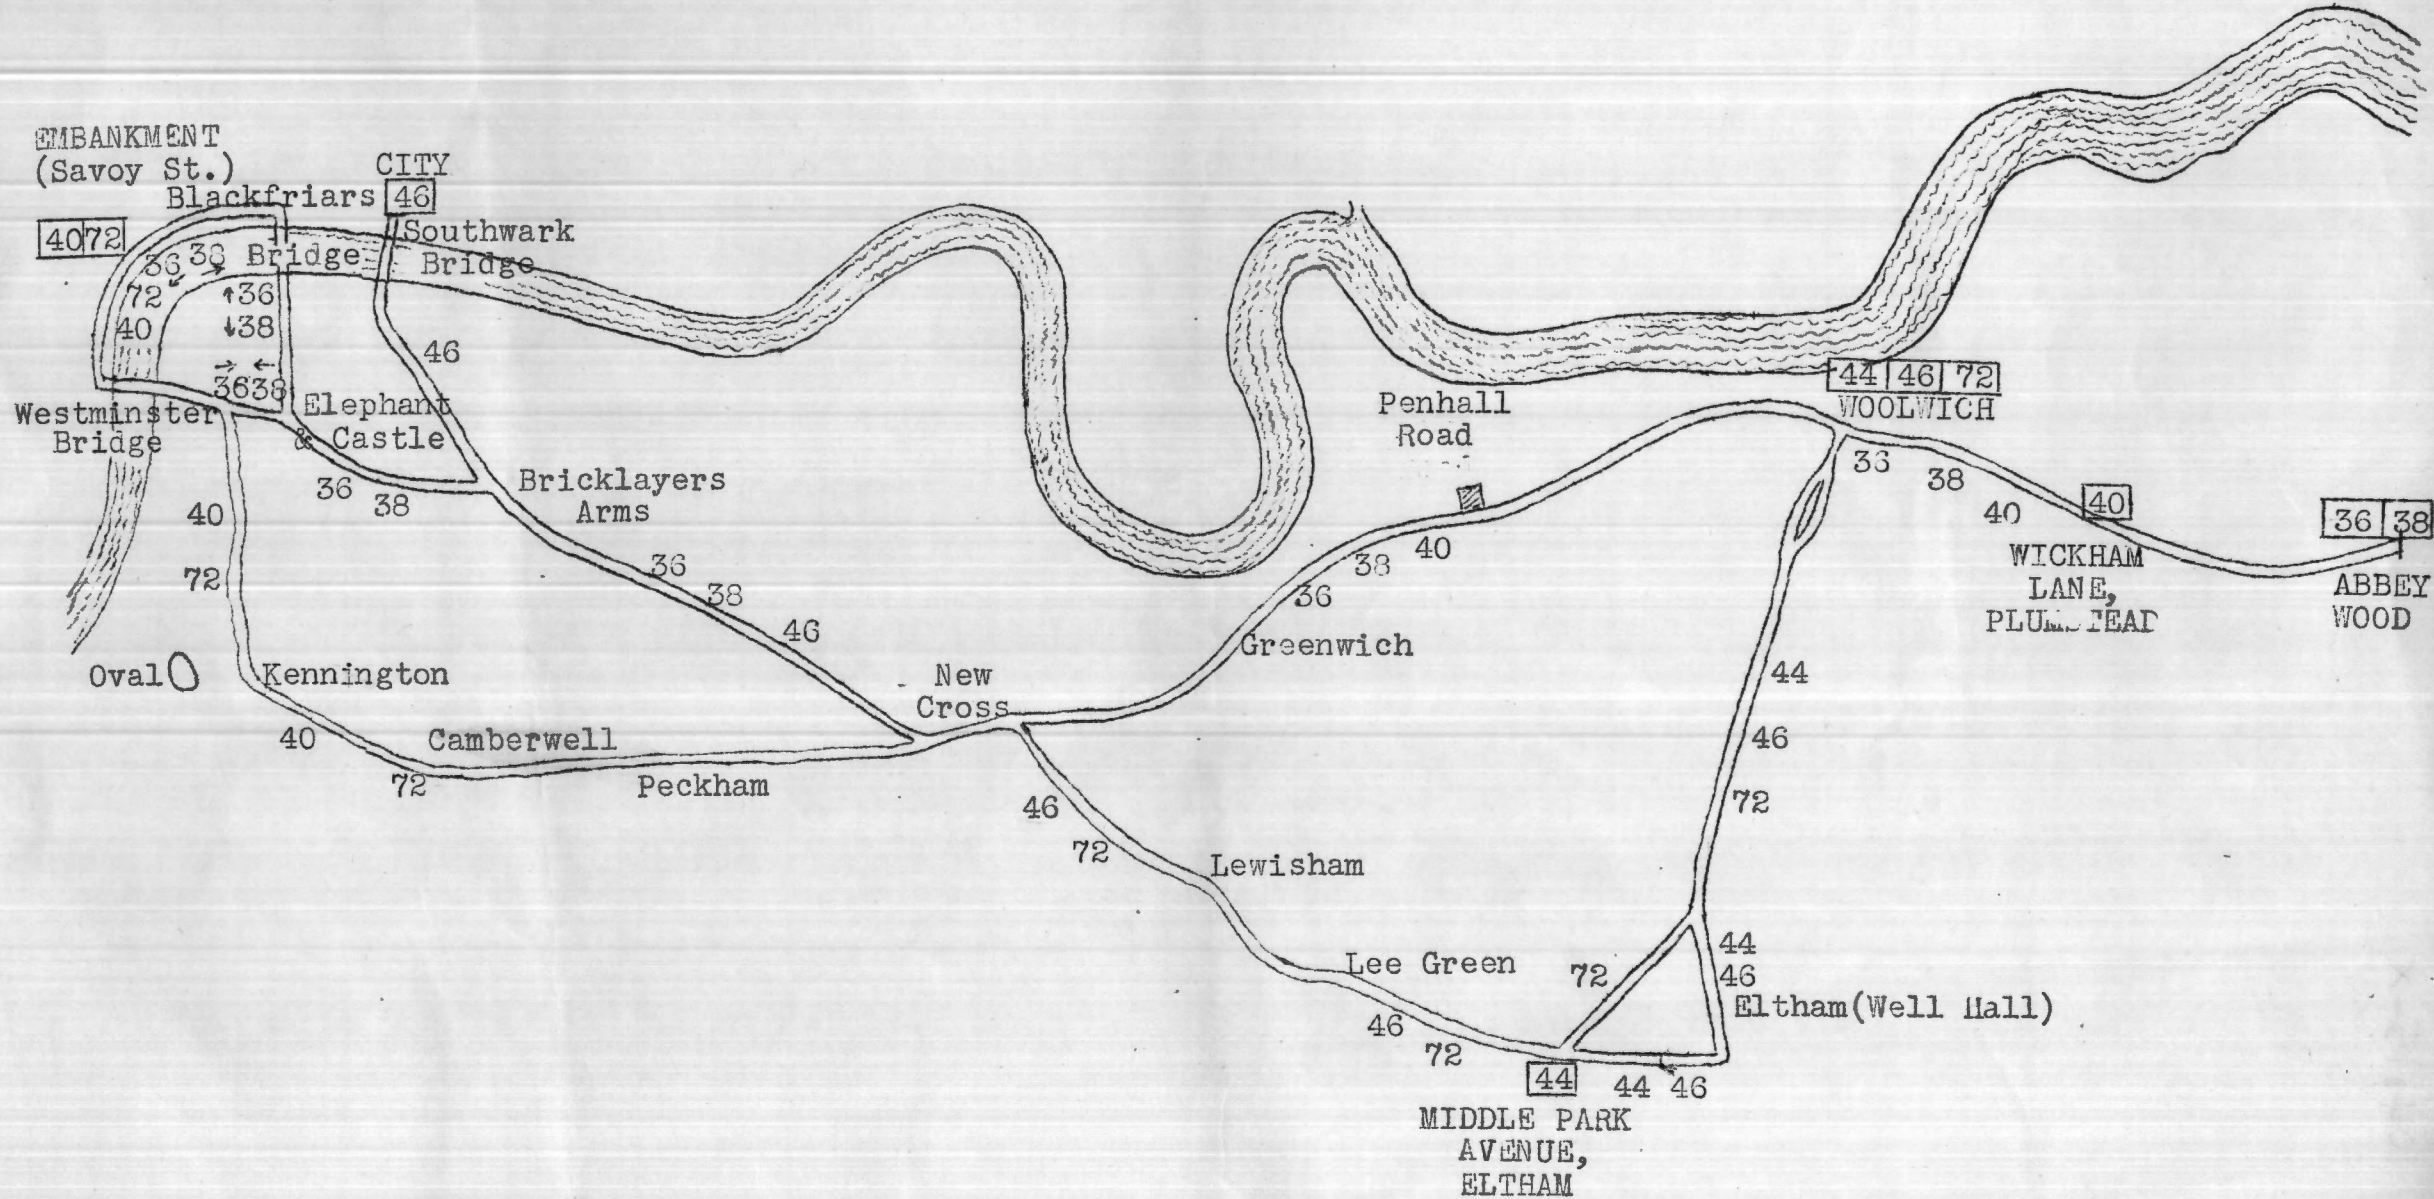 EMBANKMENT
(Savoy St.)
Blackfriars
Bridge
CITY
46
Southwark
Bridge
40 72
36 38
72
40
36
38
36 38
46
Westminster
Bridge
Elephant
& Castle
36
38
Bricklayers
Arms
40
72
36
38
46
Oval
Kennington
40
Camberwell
72
Peckham
New
Cross
Greenwich
36
38
40
Penhall
Road
44 46 72
WOOLWICH
36
38
40
40
WICKHAM
LANE,
36 38
ABBEY
WOOD
44
46
72
46
72
Lewisham
Lee Green
46
72
72
44
46
Eltham(Well Hall)
44
44 46
MIDDLE PARK
AVENUE,
ELTHAM